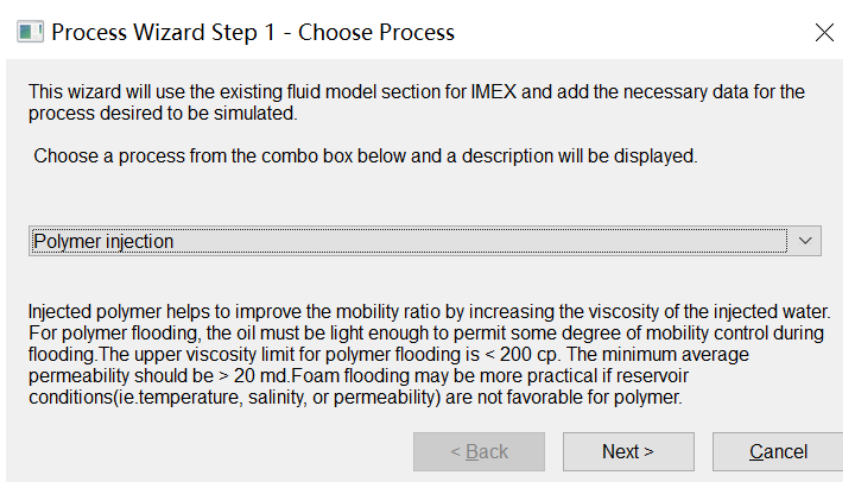 Process Wizard Step 1 - Choose Process
This wizard will use the existing fluid model section for IMEX and add the necessary data for the
process desired to be simulated.
Choose a process from the combo box below and a description will be displayed.
Polymer injection
Injected polymer helps to improve the mobility ratio by increasing the viscosity of the injected water.
For polymer flooding, the oil must be light enough to permit some degree of mobility control during
flooding.The upper viscosity limit for polymer flooding is < 200 cp. The minimum average
permeability should be > 20 md.Foam flooding may be more practical if reservoir
conditions(ie.temperature, salinity, or permeability) are not favorable for polymer.
< Back Next > Cancel